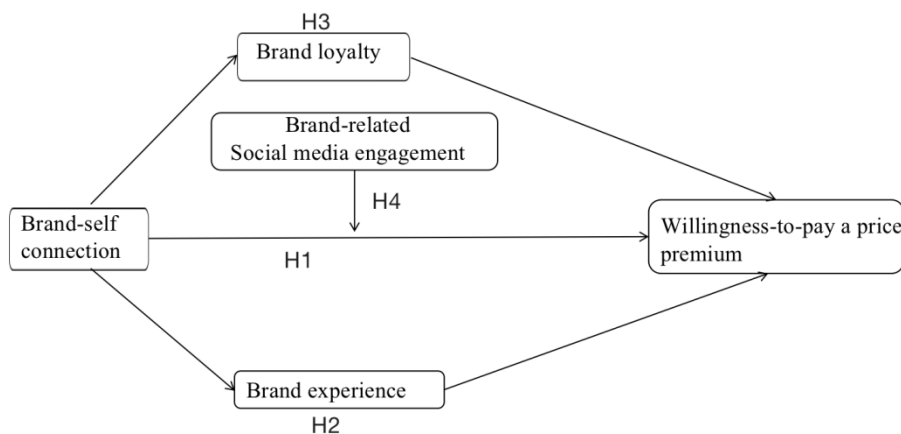 H3
Brand loyalty
Brand-related
Social media engagement
H4
Brand-self
connection
H1
Willingness-to-pay a price
premium
Brand experience
H2